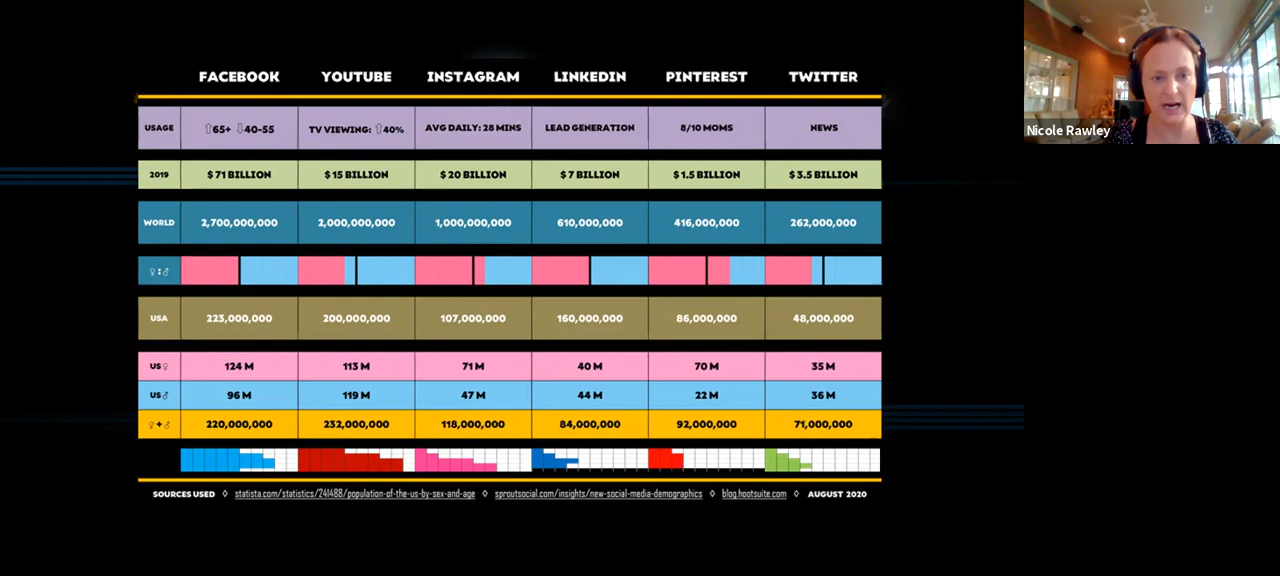 FACEBOOK YOUTUBE INSTAGRAM LINKEDIN PINTEREST TWITTER
USAGE ⇧65+ ⇩40-55 TV VIEWING: ⇧40% AVG DAILY: 28 MINS LEAD GENERATION 8/10 MOMS NEWS
2019 $ 71 BILLION $ 15 BILLION $ 20 BILLION $ 7 BILLION $ 1.5 BILLION $ 3.5 BILLION
WORLD 2,700,000,000 2,000,000,000 1,000,000,000 610,000,000 416,000,000 262,000,000
♀:♂
USA 223,000,000 200,000,000 107,000,000 160,000,000 86,000,000 48,000,000
US♀ 124 M 113 M 71 M 40 M 70 M 35 M
US♂ 96 M 119 M 47 M 44 M 22 M 36 M
♀+♂ 220,000,000 232,000,000 118,000,000 84,000,000 92,000,000 71,000,000
SOURCES USED ◊ statista.com/statistics/241488/population-of-the-us-by-sex-and-age ◊ sproutsocial.com/insights/new-social-media-demographics ◊ blog.hootsuite.com ◊ AUGUST 2020
Nicole Rawley